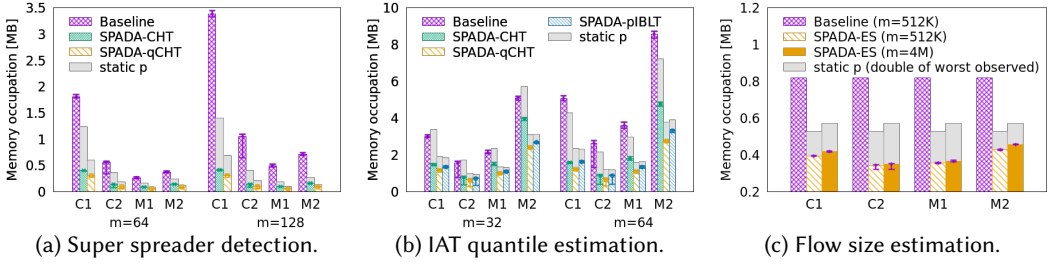 Memory occupation [MB]
4.5
4
3.5
3
2.5
2
1.5
1
0.5
0
Baseline
SPADA-CHT
SPADA-qCHT
static p
C1 C2 M1 M2 C1 C2 M1 M2
m=64 m=128
(a) Super spreader detection.
Memory occupation [MB]
10
8
6
4
2
0
Baseline SPADA-pIBLT
SPADA-CHT static p
SPADA-qCHT
C1 C2 M1 M2 C1 C2 M1 M2
m=32 m=64
(b) IAT quantile estimation.
Memory occupation [MB]
1.2
1
0.8
0.6
0.4
0.2
Baseline (m=512K)
SPADA-ES (m=512K)
SPADA-ES (m=4M)
static p (double of worst observed)
C1 C2 M1 M2
(c) Flow size estimation.